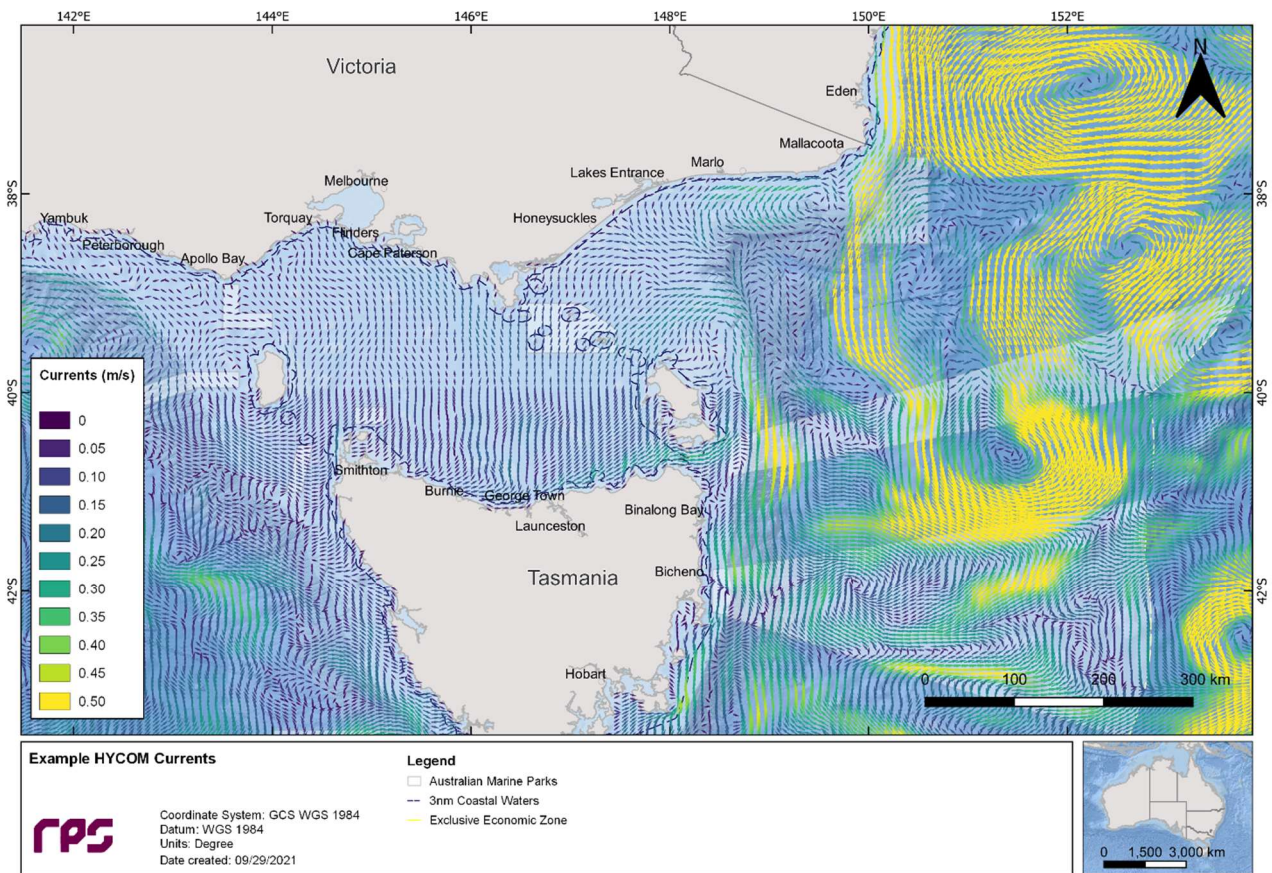 142°E 144°E 146°E 148°E 150°E 152°E
N
Victoria
Eden
Mallacoota
Marlo
Lakes Entrance
Melbourne
38°S 38°S
Yambuk
Torquay
Honeysuckles
Flinders
Peterborough
Cape Paterson
Apollo Bay
Currents (m/s)
0
0.05
0.10
0.15
0.20
0.25
0.30
0.35
0.40
0.45
0.50
40°S 40°S
Smithton
Burnie
George Town
Launceston
Binalong Bay
Tasmania
Bicheno
42°S 42°S
Hobart
0 100 200 300 km
Example HYCOM Currents
rps
Coordinate System: GCS WGS 1984
Datum: WGS 1984
Units: Degree
Date created: 09/29/2021
Legend
Australian Marine Parks
3nm Coastal Waters
Exclusive Economic Zone
0 1,500 3,000 km